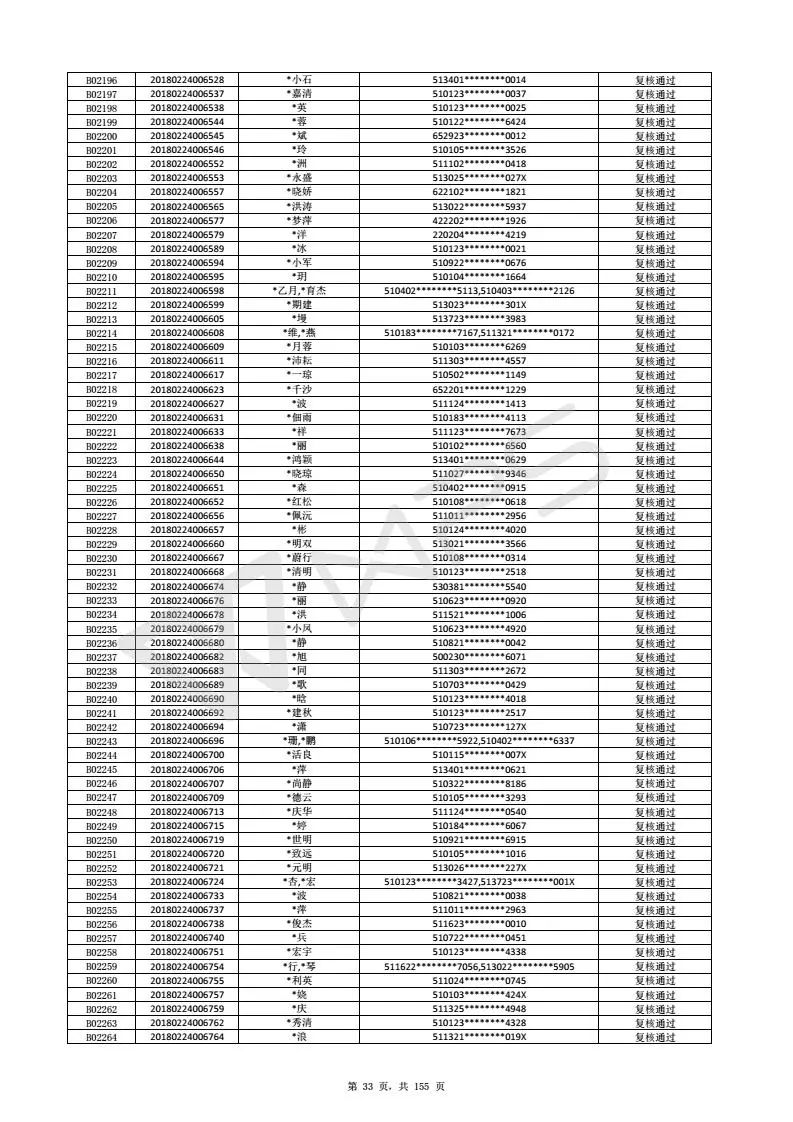 B02196 20180224006528 *小石 513401********0014 复核通过
B02197 20180224006537 *嘉清 510123********0037 复核通过
B02198 20180224006538 *英 510123********0025 复核通过
B02199 20180224006544 *蓉 510122********6424 复核通过
B02200 20180224006545 *斌 652923********0012 复核通过
B02201 20180224006546 *玲 510105********3526 复核通过
B02202 20180224006552 *洲 511102********0418 复核通过
B02203 20180224006553 *永盛 513025********027X 复核通过
B02204 20180224006557 *晓娇 622102********1821 复核通过
B02205 20180224006565 *洪涛 513022********5937 复核通过
B02206 20180224006577 *梦萍 422202********1926 复核通过
B02207 20180224006579 *洋 220204********4219 复核通过
B02208 20180224006589 *冰 510123********0021 复核通过
B02209 20180224006594 *小军 510922********0676 复核通过
B02210 20180224006595 *玥 510104********1664 复核通过
B02211 20180224006598 *乙月,*育杰 510402********5113,510403********2126 复核通过
B02212 20180224006599 *期建 513023********301X 复核通过
B02213 20180224006605 *墁 513723********3983 复核通过
B02214 20180224006608 *维,*燕 510183********7167,511321********0172 复核通过
B02215 20180224006609 *月蓉 510103********6269 复核通过
B02216 20180224006611 *沛耘 511303********4557 复核通过
B02217 20180224006617 *一琼 510502********1149 复核通过
B02218 20180224006623 *千沙 652201********1229 复核通过
B02219 20180224006627 *波 511124********1413 复核通过
B02220 20180224006631 *佃雨 510183********4113 复核通过
B02221 20180224006633 *祥 511123********7673 复核通过
B02222 20180224006638 *丽 510102********6560 复核通过
B02223 20180224006644 *鸿颖 513401********0629 复核通过
B02224 20180224006650 *晓琼 511027********9346 复核通过
B02225 20180224006651 *森 510402********0915 复核通过
B02226 20180224006652 *红松 510108********0618 复核通过
B02227 20180224006656 *佩沅 511011********2956 复核通过
B02228 20180224006657 *彬 510124********4020 复核通过
B02229 20180224006660 *明双 513021********3566 复核通过
B02230 20180224006667 *蔚行 510108********0314 复核通过
B02231 20180224006668 *清明 510123********2518 复核通过
B02232 20180224006674 *静 530381********5540 复核通过
B02233 20180224006676 *丽 510623********0920 复核通过
B02234 20180224006678 *洪 511521********1006 复核通过
B02235 20180224006679 *小凤 510623********4920 复核通过
B02236 20180224006680 *静 510821********0042 复核通过
B02237 20180224006682 *旭 500230********6071 复核通过
B02238 20180224006683 *同 511303********2672 复核通过
B02239 20180224006689 *歌 510703********0429 复核通过
B02240 20180224006690 *晗 510123********4018 复核通过
B02241 20180224006692 *建秋 510123********2517 复核通过
B02242 20180224006694 *潇 510723********127X 复核通过
B02243 20180224006696 *珊,*鹏 510106********5922,510402********6337 复核通过
B02244 20180224006700 *活良 510115********007X 复核通过
B02245 20180224006706 *萍 513401********0621 复核通过
B02246 20180224006707 *尚静 510322********8186 复核通过
B02247 20180224006709 *德云 510105********3293 复核通过
B02248 20180224006713 *庆华 511124********0540 复核通过
B02249 20180224006715 *婷 510184********6067 复核通过
B02250 20180224006719 *世明 510921********6915 复核通过
B02251 20180224006720 *致远 510105********1016 复核通过
B02252 20180224006721 *元明 513026********227X 复核通过
B02253 20180224006724 *杏,*宏 510123********3427,513723********001X 复核通过
B02254 20180224006733 *波 510821********0038 复核通过
B02255 20180224006737 *萍 511011********2963 复核通过
B02256 20180224006738 *俊杰 511623********0010 复核通过
B02257 20180224006740 *兵 510722********0451 复核通过
B02258 20180224006751 *宏宇 510123********4338 复核通过
B02259 20180224006754 *行,*琴 511622********7056,513022********5905 复核通过
B02260 20180224006755 *利英 511024********0745 复核通过
B02261 20180224006757 *娆 510103********424X 复核通过
B02262 20180224006759 *庆 511325********4948 复核通过
B02263 20180224006762 *秀清 510123********4328 复核通过
B02264 20180224006764 *浪 511321********019X 复核通过
WPS
第 33 页，共 155 页